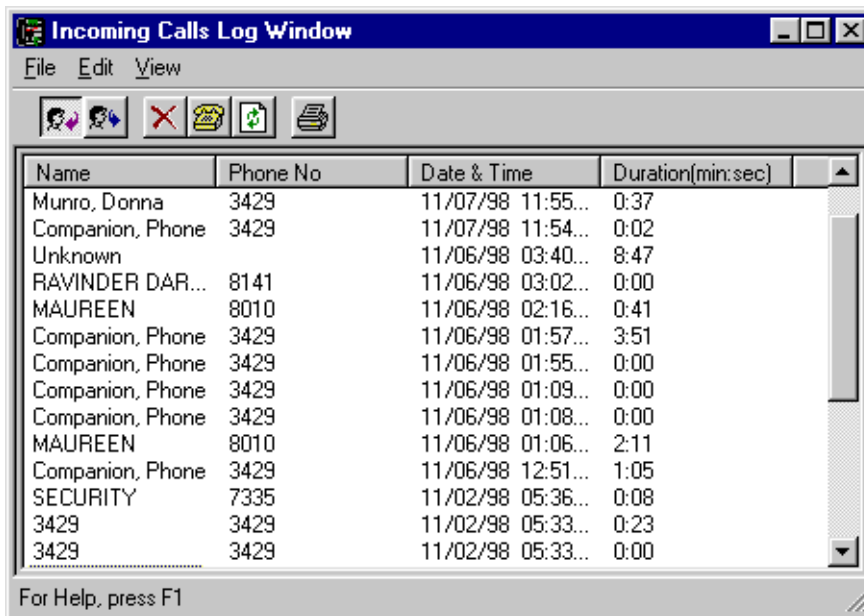 Incoming Calls Log Window
File Edit View
Name Phone No Date & Time Duration(min:sec)
Munro, Donna 3429 11/07/98 11:55... 0:37
Companion, Phone 3429 11/07/98 11:54... 0:02
Unknown 11/06/98 03:40... 8:47
RAVINDER DAR... 8141 11/06/98 03:02... 0:00
MAUREEN 8010 11/06/98 02:16... 0:41
Companion, Phone 3429 11/06/98 01:57... 3:51
Companion, Phone 3429 11/06/98 01:55... 0:00
Companion, Phone 3429 11/06/98 01:09... 0:00
Companion, Phone 3429 11/06/98 01:08... 0:00
MAUREEN 8010 11/06/98 01:06... 2:11
Companion, Phone 3429 11/06/98 12:51... 1:05
SECURITY 7335 11/02/98 05:36... 0:08
3429 3429 11/02/98 05:33... 0:23
3429 3429 11/02/98 05:33... 0:00
For Help, press F1